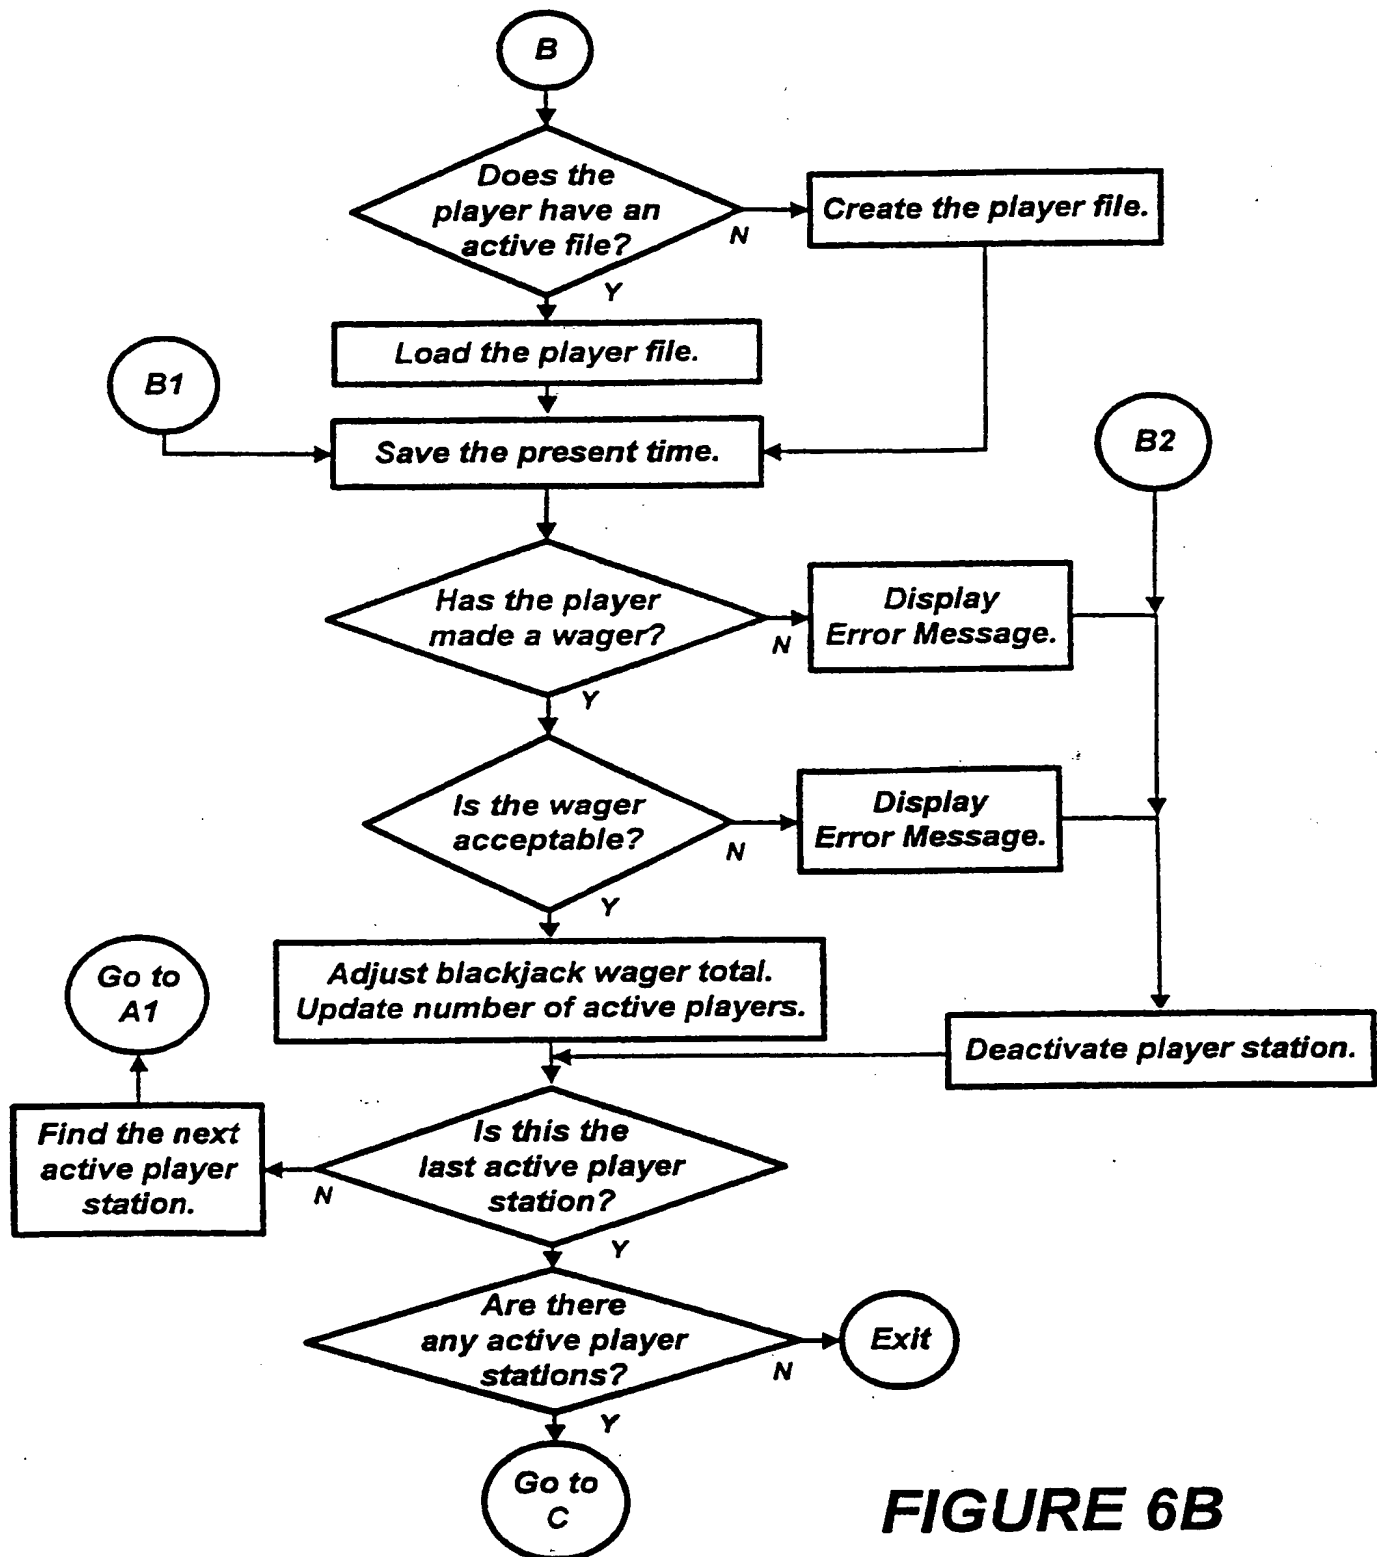 B
Does the
player have an
active file?
N
Create the player file.
Y
Load the player file.
B1
Save the present time.
B2
Has the player
made a wager?
N
Display
Error Message.
Y
Is the wager
acceptable?
N
Display
Error Message.
Y
Go to
A1
Adjust blackjack wager total.
Update number of active players.
Deactivate player station.
Find the next
active player
station.
Is this the
last active player
station?
N
Y
Are there
any active player
stations?
N
Exit
Y
Go to
C
FIGURE 6B